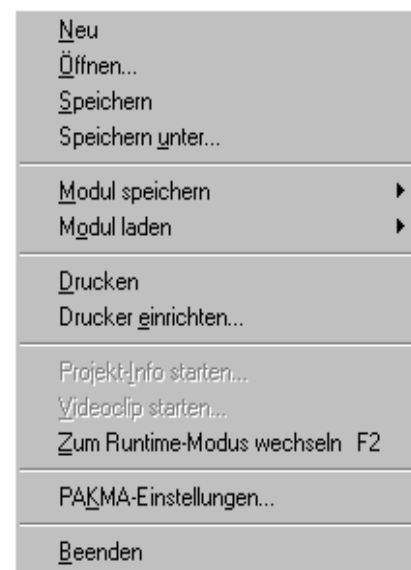 Neu
Öffnen...
Speichern
Speichern unter...
Modul speichern
Modul laden
Drucken
Drucker einrichten...
Projekt-Info starten...
Videoclip starten...
Zum Runtime-Modus wechseln F2
PAKMA-Einstellungen...
Beenden